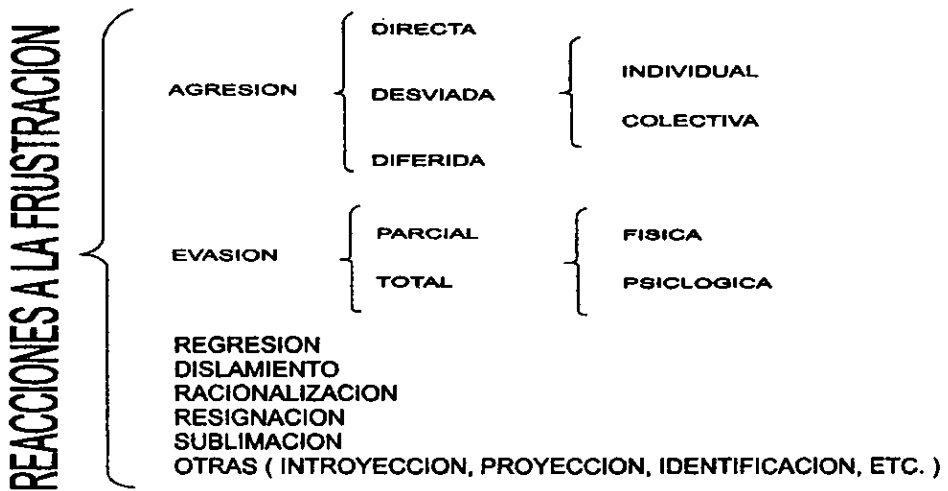 REACCIONES A LA FRUSTRACION
AGRESION
DIRECTA
DESVIADA
DIFERIDA
INDIVIDUAL
COLECTIVA
EVASION
PARCIAL
TOTAL
FISICA
PSICLOGICA
REGRESION
DISLAMIENTO
RACIONALIZACION
RESIGNACION
SUBLIMACION
OTRAS ( INTROYECCION, PROYECCION, IDENTIFICACION, ETC. )